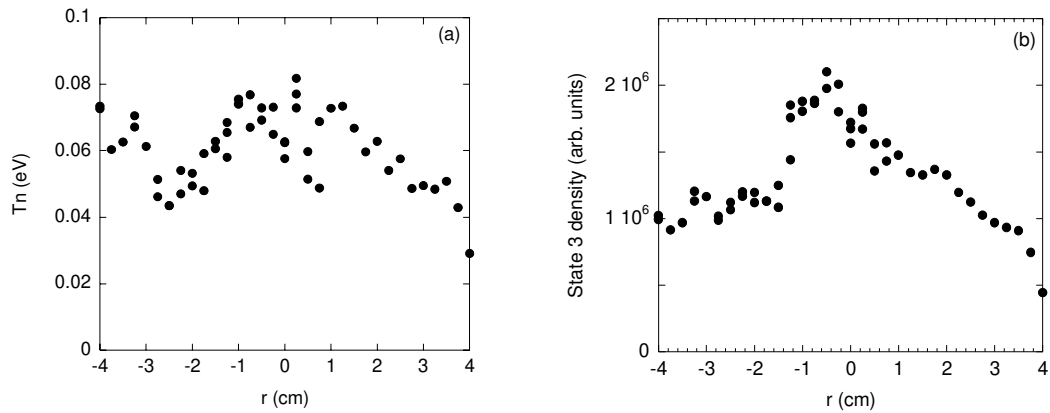 (a)
0.1
0.08
0.06
0.04
0.02
0
Tn (eV)
-4 -3 -2 -1 0 1 2 3 4
r (cm)
(b)
2 10⁶
1 10⁶
0
State 3 density (arb. units)
-4 -3 -2 -1 0 1 2 3 4
r (cm)